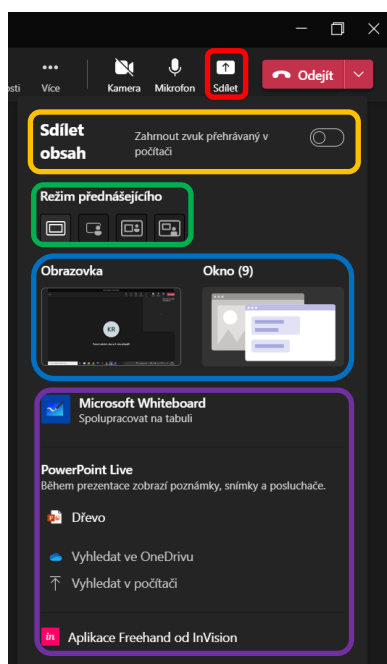 osti Více Kamera Mikrofon Sdílet Odejít
Sdílet obsah
Zahrnout zvuk přehrávaný v
počítači
Režim přednášejícího
Obrazovka Okno (9)
KR
Microsoft Whiteboard
Spolupracovat na tabuli
PowerPoint Live
Během prezentace zobrazí poznámky, snímky a posluchače.
Dřevo
Vyhledat ve OneDrivu
Vyhledat v počítači
in Aplikace Freehand od InVision